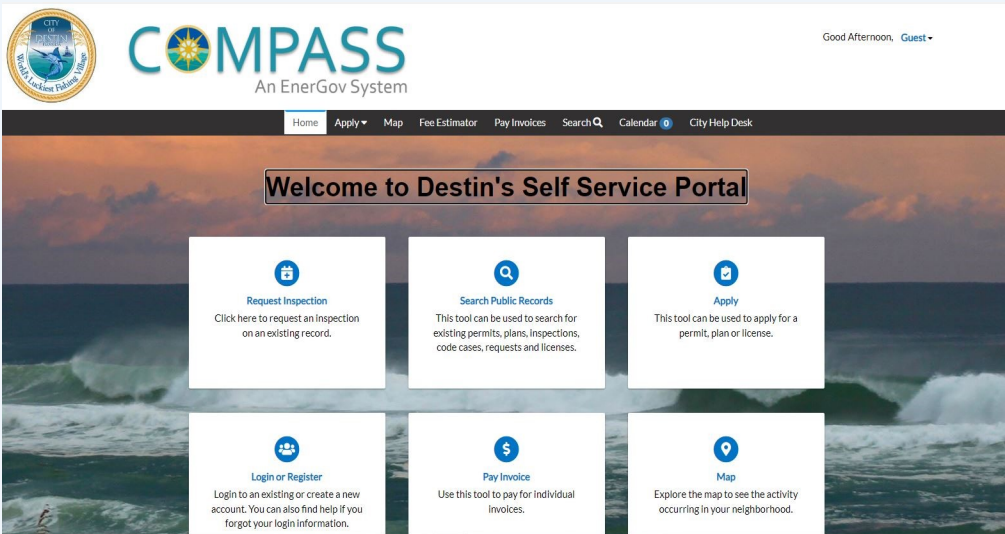 CITY
OF
DESTIN
World's Luckiest Fishing Village
COMPASS
An EnerGov System
Good Afternoon, Guest
Home Apply Map Fee Estimator Pay Invoices Search Calendar 0 City Help Desk
Welcome to Destin's Self Service Portal
Request Inspection
Click here to request an inspection
on an existing record.
Search Public Records
This tool can be used to search for
existing permits, plans, inspections,
code cases, requests and licenses.
Apply
This tool can be used to apply for a
permit, plan or license.
Login or Register
Login to an existing or create a new
account. You can also find help if you
forgot your login information.
Pay Invoice
Use this tool to pay for individual
invoices.
Map
Explore the map to see the activity
occurring in your neighborhood.